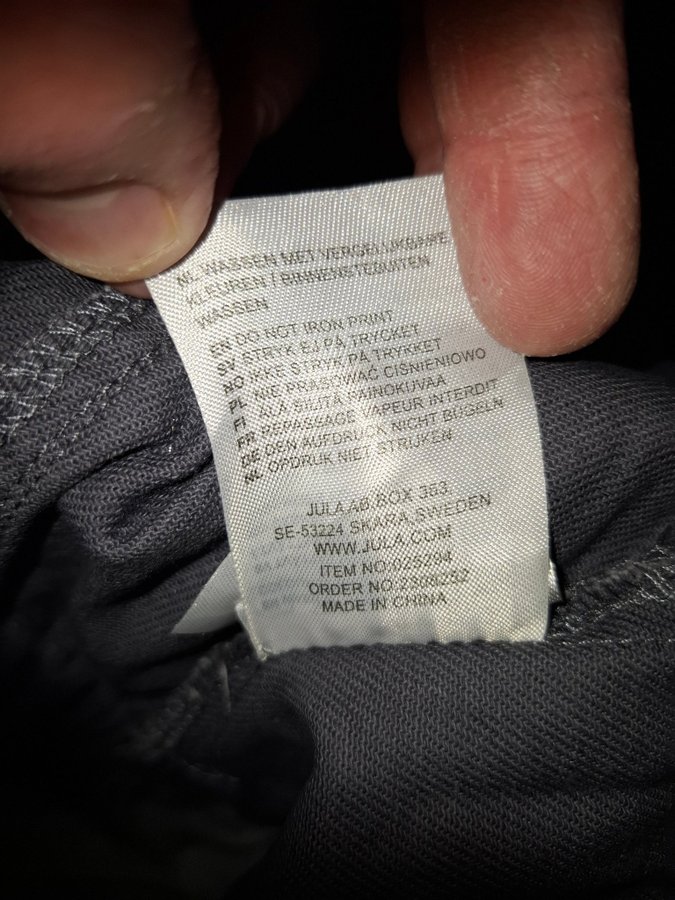 NL WASSEN MET VERGELIJKBARE
KLEUREN / BINNENSTEBUITEN
WASSEN
EN DO NOT IRON PRINT
SV STRYK EJ PÅ TRYCKET
NO IKKE STRYK PÅ TRYKKET
PL NIE PRASOWAĆ CIŚNIENIOWO
FI ÄLÄ SILITÄ PAINOKUVAA
FR REPASSAGE VAPEUR INTERDIT
DE DEN AUFDRUCK NICHT BÜGELN
NL OPDRUK NIET STRIJKEN
JULA AB.BOX 363
SE-53224 SKARA,SWEDEN
WWW.JULA.COM
ITEM NO:025294
ORDER NO:2308252
MADE IN CHINA